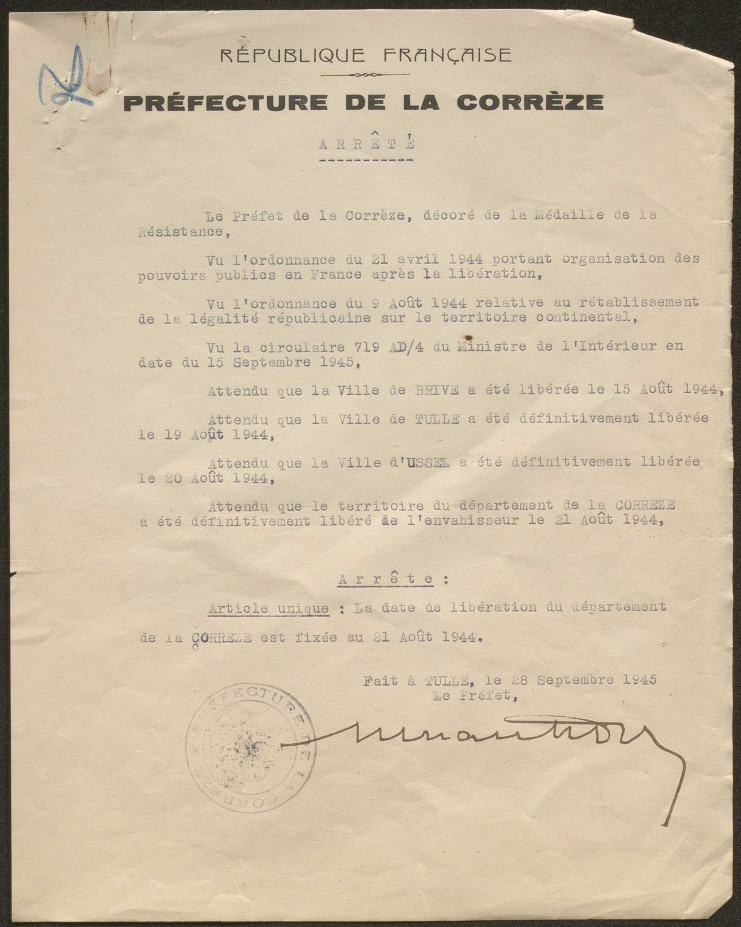 RÉPUBLIQUE FRANÇAISE
PRÉFECTURE DE LA CORRÈZE
ARRÊTÉ
Le Préfet de la Corrèze, décoré de la Médaille de la
Résistance,
Vu l'ordonnance du 21 avril 1944 portant organisation des
pouvoirs publics en France après la libération,
Vu l'ordonnance du 9 Août 1944 relative au rétablissement
de la légalité républicaine sur le territoire continental,
Vu la circulaire 719 AD/4 du Ministre de l'Intérieur en
date du 15 Septembre 1945,
Attendu que la Ville de BRIVE a été libérée le 15 Août 1944,
Attendu que la Ville de TULLE a été définitivement libérée
le 19 Août 1944,
Attendu que la Ville d'USSEL a été définitivement libérée
le 20 Août 1944,
Attendu que le territoire du département de la CORREZE
a été définitivement libéré de l'envahisseur le 21 Août 1944,
Arrête :
Article unique : La date de libération du département
de la CORREZE est fixée au 21 Août 1944.
Fait à TULLE, le 28 Septembre 1945
Le Préfet,
PRÉFECTURE DE LA CORRÈZE